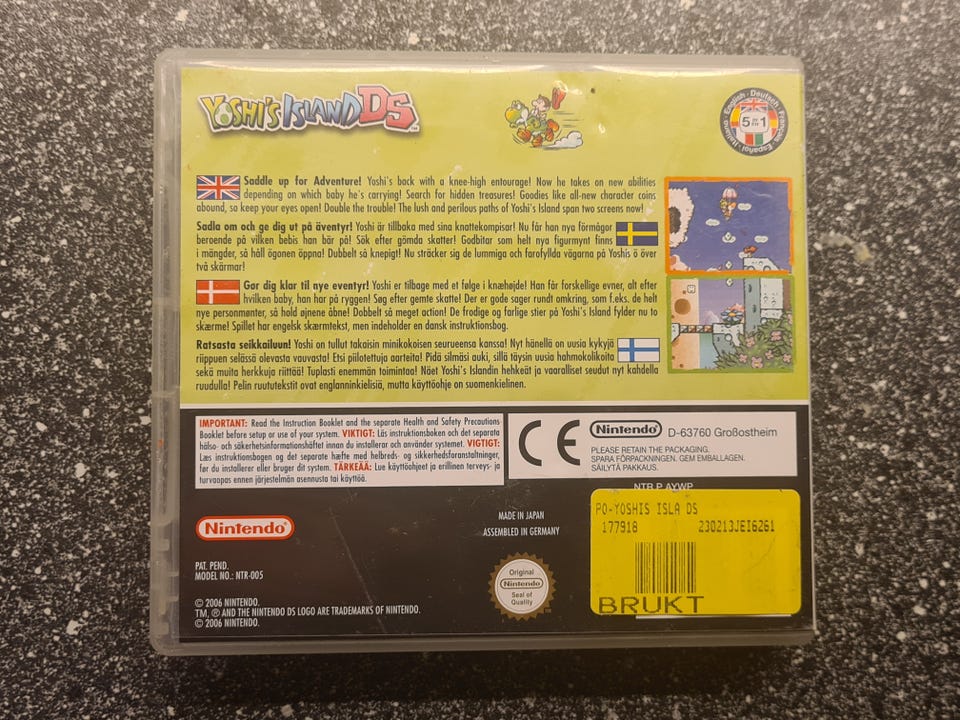 YOSHI'S ISLAND DS
English · Deutsch · Français · Español · Italiano
5 in 1
Saddle up for Adventure! Yoshi's back with a knee-high entourage! Now he takes on new abilities
depending on which baby he's carrying! Search for hidden treasures! Goodies like all-new character coins
abound, so keep your eyes open! Double the trouble! The lush and perilous paths of Yoshi's Island span two screens now!
Sadla om och ge dig ut på äventyr! Yoshi är tillbaka med sina knattekompisar! Nu får han nya förmågor
beroende på vilken bebis han bär på! Sök efter gömda skatter! Godbitar som helt nya figurmynt finns
i mängder, så håll ögonen öppna! Dubbelt så knepigt! Nu sträcker sig de lummiga och farofyllda vägarna på Yoshis ö över
två skärmar!
Gør dig klar til nye eventyr! Yoshi er tilbage med et følge i knæhøjde! Han får forskellige evner, alt efter
hvilken baby, han har på ryggen! Søg efter gemte skatte! Der er gode sager rundt omkring, som f.eks. de helt
nye personmønter, så hold øjnene åbne! Dobbelt så meget action! De frodige og farlige stier på Yoshi's Island fylder nu to
skærme! Spillet har engelsk skærmtekst, men indeholder en dansk instruktionsbog.
Ratsasta seikkailuun! Yoshi on tullut takaisin minikokoisen seurueensa kanssa! Nyt hänellä on uusia kykyjä
riippuen selässä olevasta vauvasta! Etsi piilotettuja aarteita! Pidä silmäsi auki, sillä täysin uusia hahmokolikoita
sekä muita herkkuja riittää! Tuplasti enemmän toimintaa! Näet Yoshi's Islandin hehkeät ja vaaralliset seudut nyt kahdella
ruudulla! Pelin ruututekstit ovat englanninkielisiä, mutta käyttöohje on suomenkielinen.
IMPORTANT: Read the Instruction Booklet and the separate Health and Safety Precautions
Booklet before setup or use of your system. VIKTIGT: Läs instruktionsboken och det separata
hälso- och säkerhetsinformationshäftet innan du installerar och använder systemet. VIGTIGT:
Læs instruktionsbogen og det separate hæfte med helbreds- og sikkerhedsforanstaltninger,
før du installerer eller bruger dit system. TÄRKEÄÄ: Lue käyttöohjeet ja erillinen terveys- ja
turvaopas ennen järjestelmän asennusta tai käyttöä.
CE
Nintendo® D-63760 Großostheim
PLEASE RETAIN THE PACKAGING.
SPARA FÖRPACKNINGEN. GEM EMBALLAGEN.
SÄILYTÄ PAKKAUS.
NTR P AYWP
PO-YOSHIS ISLA DS
177918 230213JEI6261
BRUKT
Nintendo®
MADE IN JAPAN
ASSEMBLED IN GERMANY
PAT. PEND.
MODEL NO.: NTR-005
Original
Nintendo
Seal of
Quality
© 2006 NINTENDO.
TM, ® AND THE NINTENDO DS LOGO ARE TRADEMARKS OF NINTENDO.
© 2006 NINTENDO.